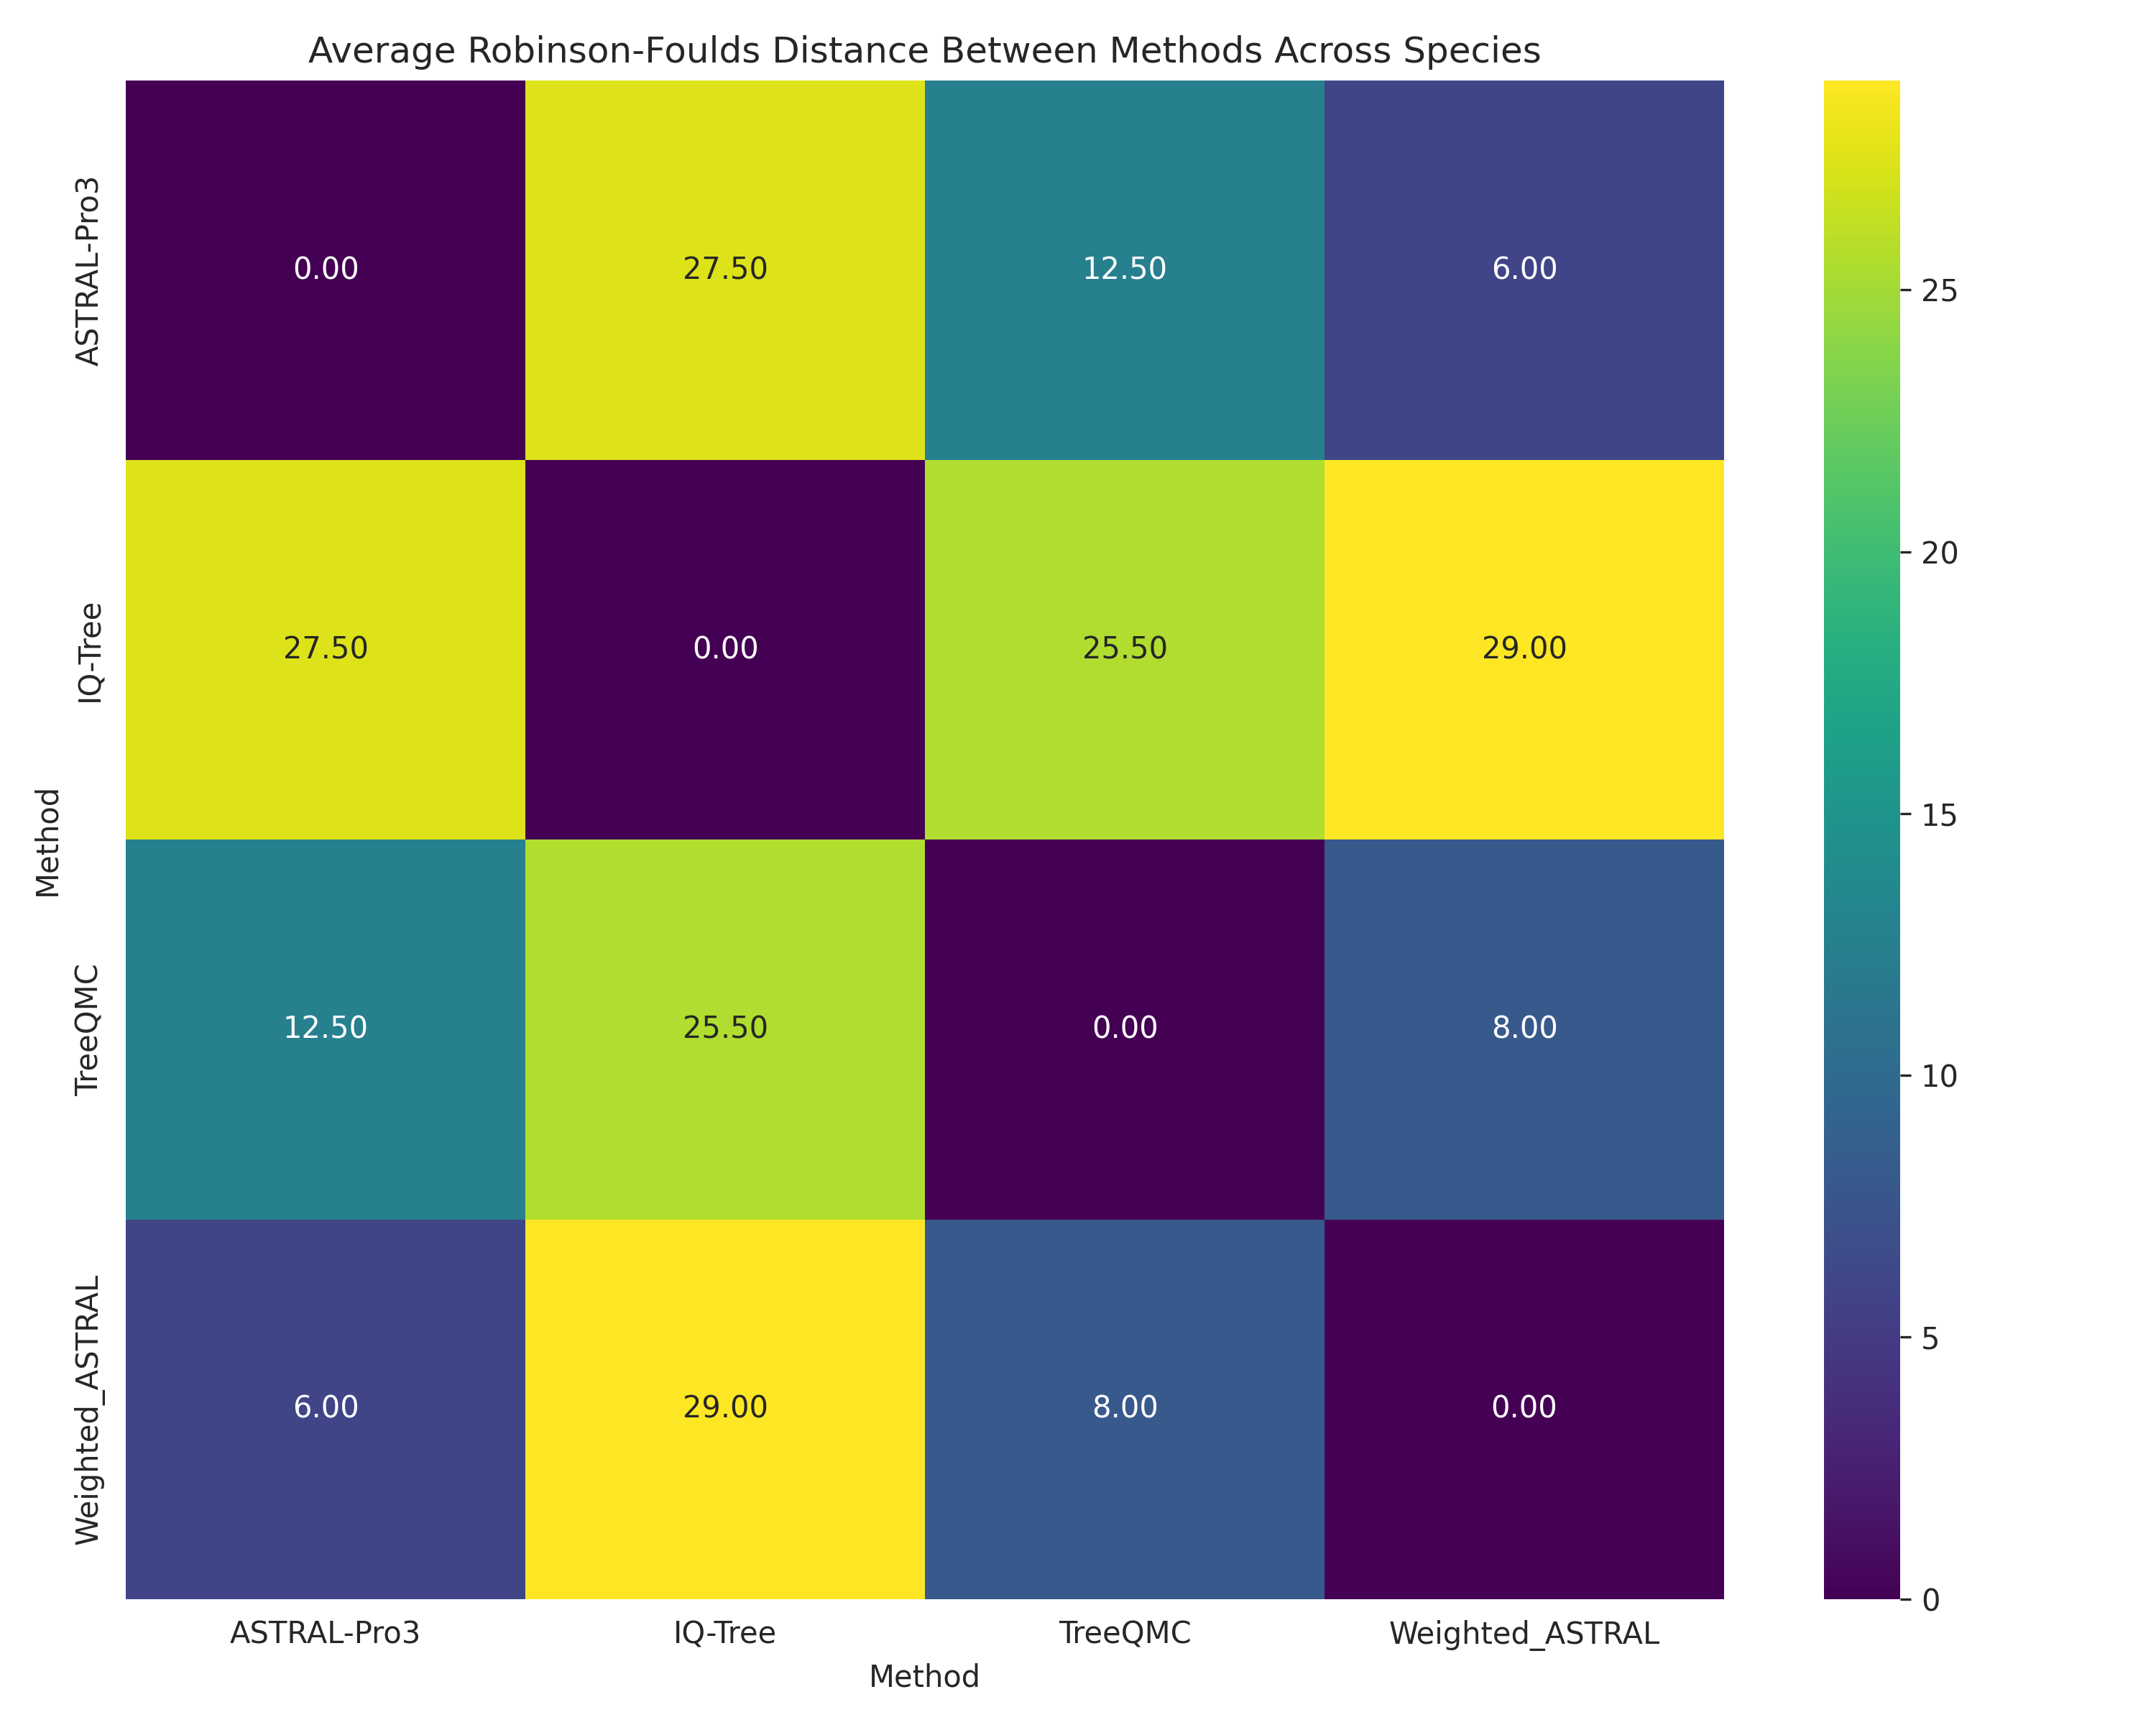 Average Robinson-Foulds Distance Between Methods Across Species
ASTRAL-Pro3
0.00 27.50 12.50 6.00
IQ-Tree
27.50 0.00 25.50 29.00
TreeQMC
12.50 25.50 0.00 8.00
Weighted_ASTRAL
6.00 29.00 8.00 0.00
Method
ASTRAL-Pro3 IQ-Tree TreeQMC Weighted_ASTRAL
Method
25
20
15
10
5
0